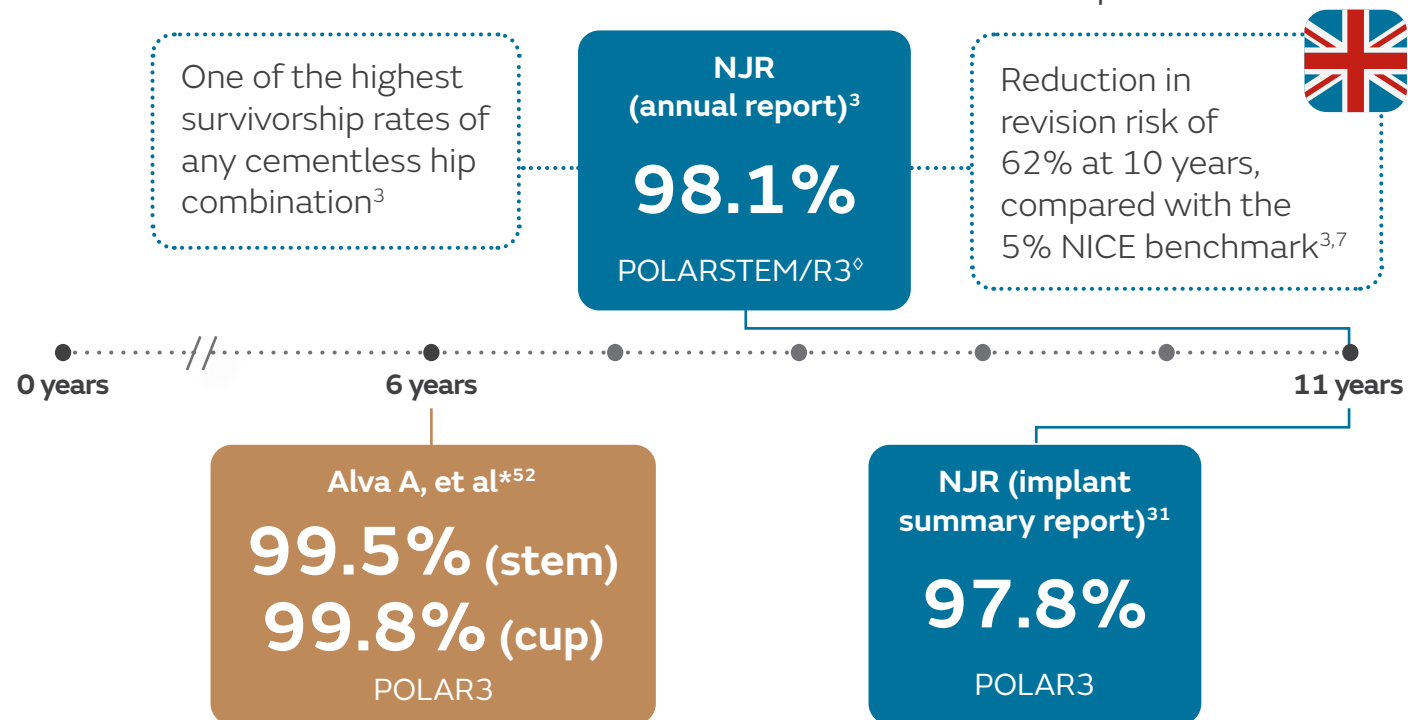 One of the highest
survivorship rates of
any cementless hip
combination³
NJR
(annual report)³
98.1%
POLARSTEM/R3◊
Reduction in
revision risk of
62% at 10 years,
compared with the
5% NICE benchmark³,⁷
0 years
6 years
11 years
Alva A, et al*⁵²
99.5% (stem)
99.8% (cup)
POLAR3
NJR (implant
summary report)³¹
97.8%
POLAR3